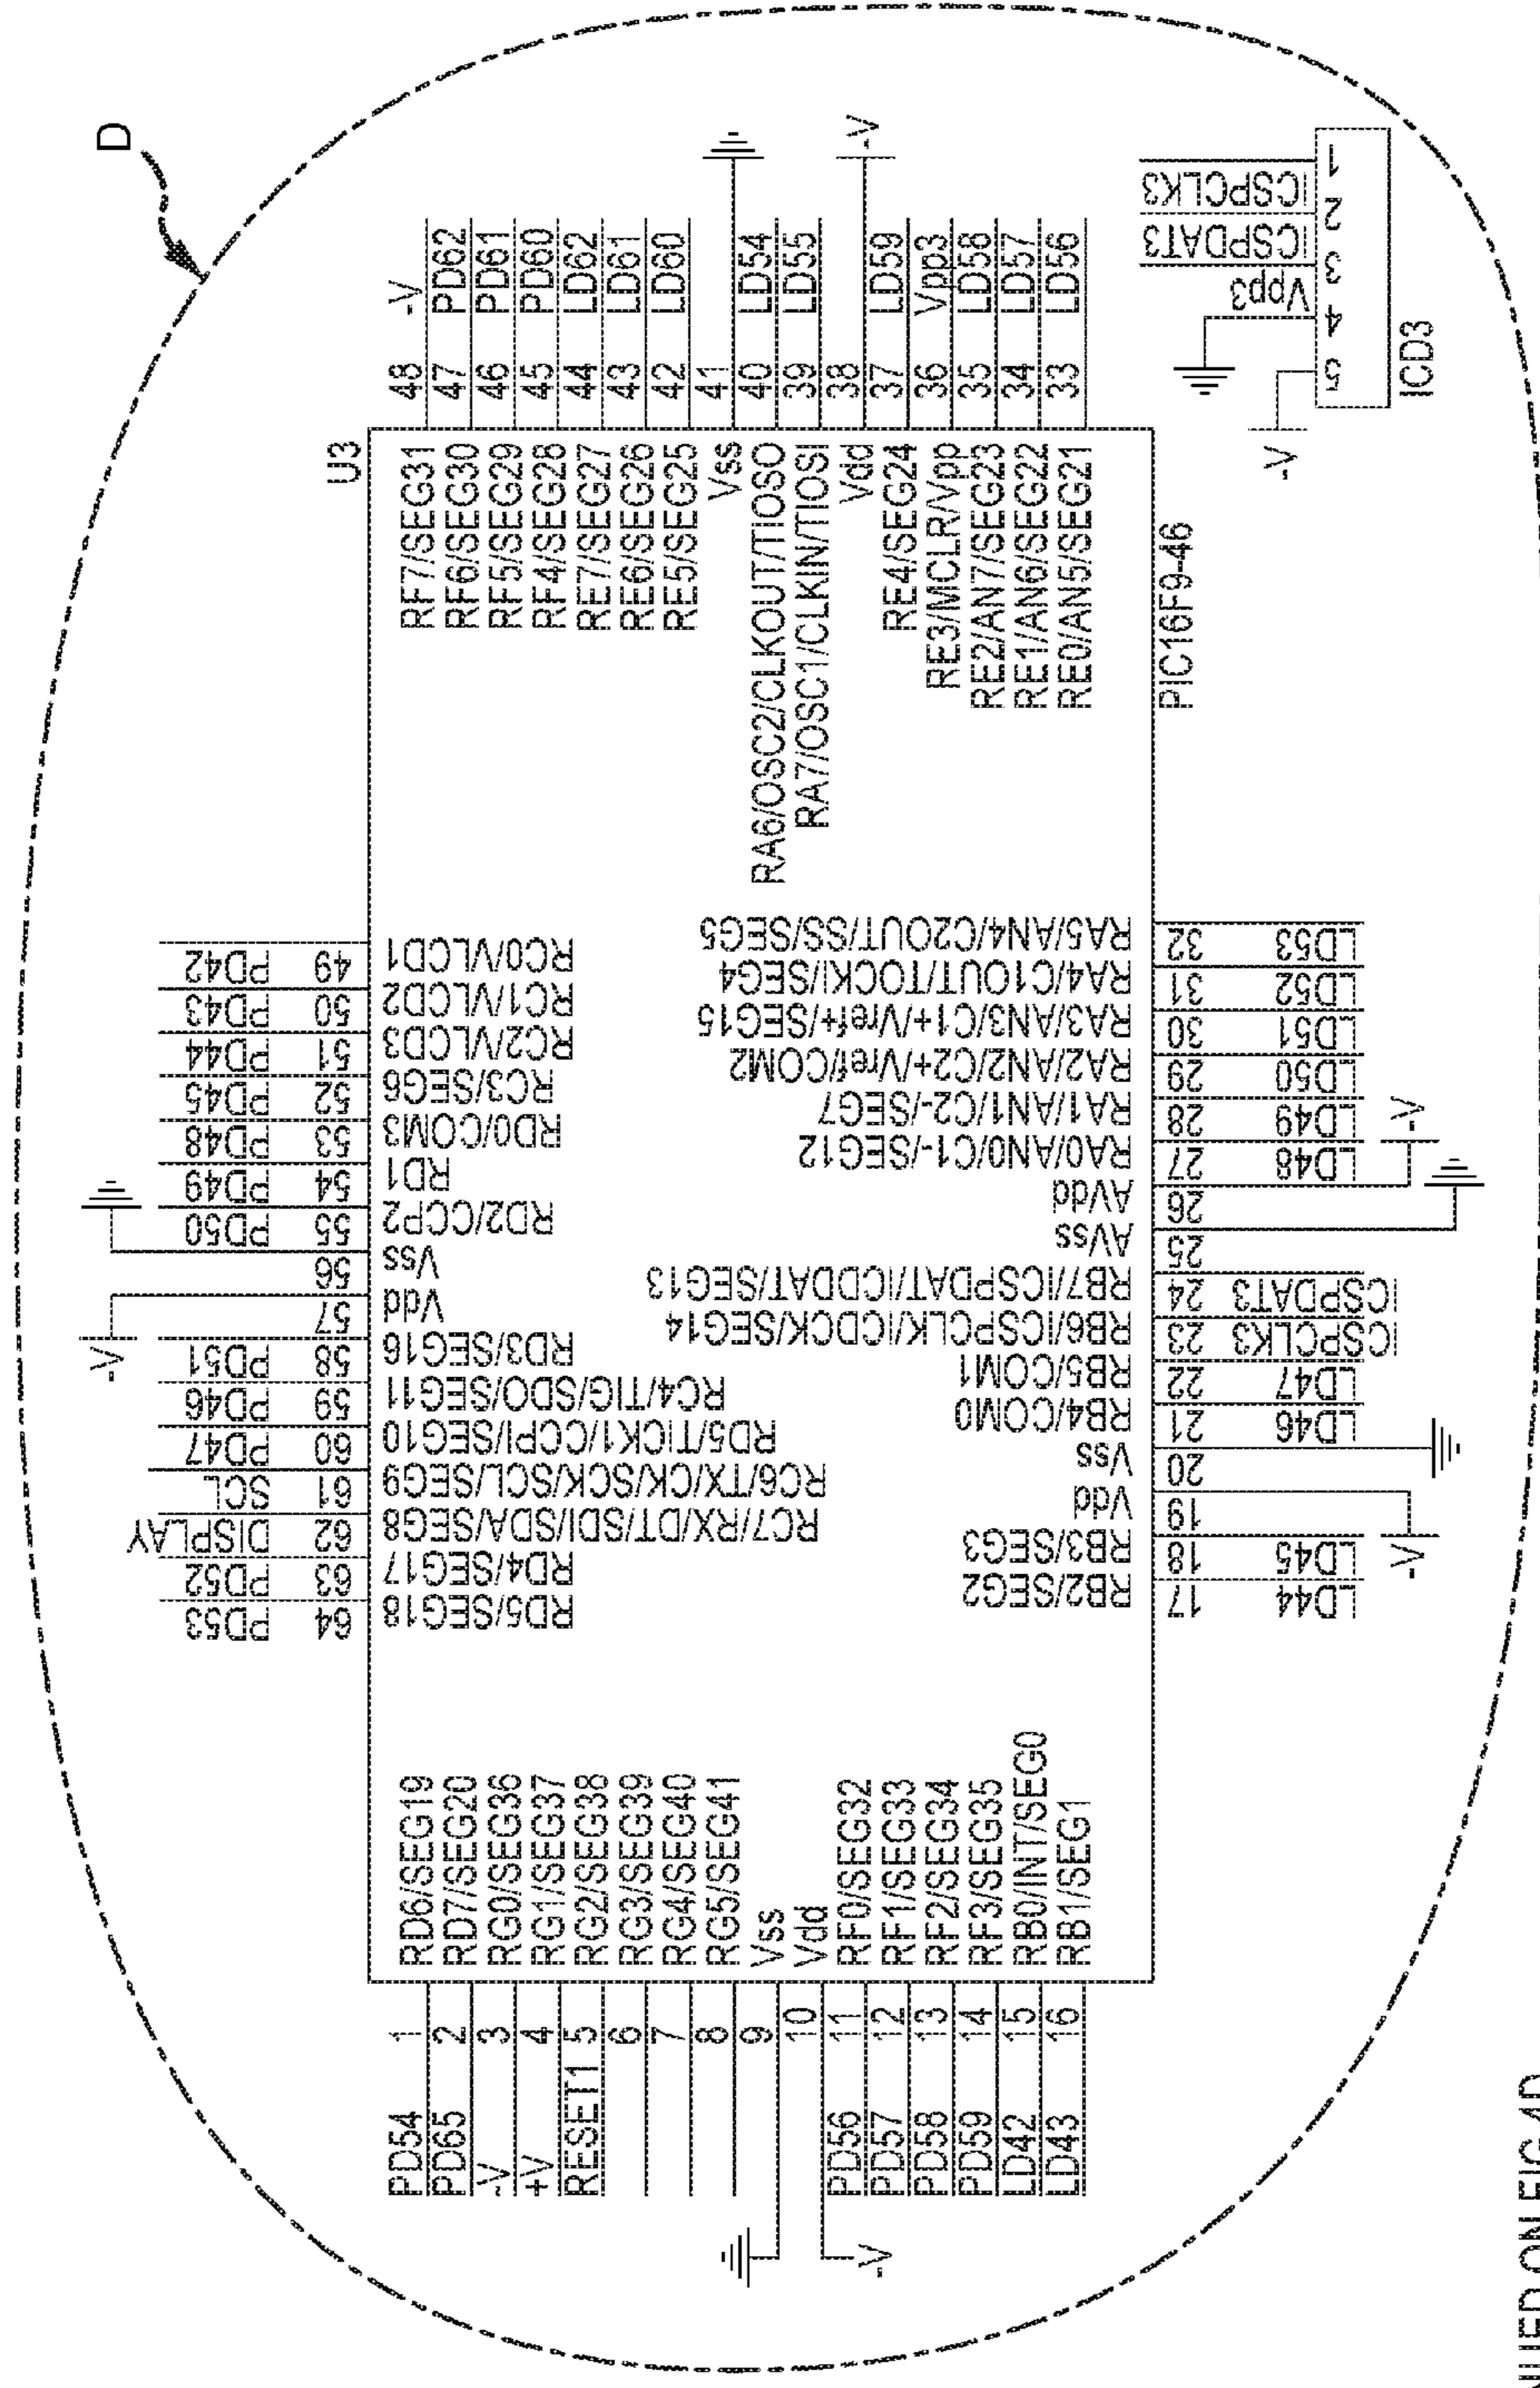 D
U3
PD54 1 RD6/SEG19
PD65 2 RD7/SEG20
-V 3 RG0/SEG36
+V 4 RG1/SEG37
RESET1 5 RG2/SEG38
6 RG3/SEG39
7 RG4/SEG40
8 RG5/SEG41
9 Vss
10 Vdd
-V
PD56 11 RF0/SEG32
PD57 12 RF1/SEG33
PD58 13 RF2/SEG34
PD59 14 RF3/SEG35
LD42 15 RB0/INT/SEG0
LD43 16 RB1/SEG1
LD44 17 RB2/SEG2
LD45 18 RB3/SEG3
-V 19 Vdd
20 Vss
LD46 21 RB4/COM0
LD47 22 RB5/COM1
ICSPCLK3 23 RB6/ICSPCLK/ICDCK/SEG14
ICSPDAT3 24 RB7/ICSPDAT/ICDDAT/SEG13
25 AVss
-V 26 AVdd
LD48 27 RA0/AN0/C1-/SEG12
LD49 28 RA1/AN1/C2-/SEG7
LD50 29 RA2/AN2/C2+/Vref/COM2
LD51 30 RA3/AN3/C1+/Vref+/SEG15
LD52 31 RA4/C1OUT/TOCKI/SEG4
LD53 32 RA5/AN4/C2OUT/SS/SEG5
RF7/SEG31 48 -V
RF6/SEG30 47 PD62
RF5/SEG29 46 PD61
RF4/SEG28 45 PD60
RE7/SEG27 44 LD62
RE6/SEG26 43 LD61
RE5/SEG25 42 LD60
Vss 41
RA6/OSC2/CLKOUT/TIOSO 40 LD54
RA7/OSC1/CLKIN/TIOSI 39 LD55
Vdd 38 -V
RE4/SEG24 37 LD59
RE3/MCLR/Vpp 36 Vpp3
RE2/AN7/SEG23 35 LD58
RE1/AN6/SEG22 34 LD57
RE0/AN5/SEG21 33 LD56
PD42 49 RC0/VLCD1
PD43 50 RC1/VLCD2
PD44 51 RC2/VLCD3
PD45 52 RC3/SEG6
PD48 53 RD0/COM3
PD49 54 RD1
PD50 55 RD2/CCP2
56 Vss
-V 57 Vdd
PD51 58 RD3/SEG16
PD46 59 RC4/TIG/SDO/SEG11
PD47 60 RD5/TICK1/CCPI/SEG10
SCL 61 RC6/TX/CK/SCK/SCL/SEG9
DISPLAY 62 RC7/RX/DT/SDI/SDA/SEG8
PD52 63 RD4/SEG17
PD53 64 RD5/SEG18
PIC16F9-46
ICSPCLK3
ICSPDAT3
Vpp3
-V
1 2 3 4 5
ICD3
ON FIG.4D